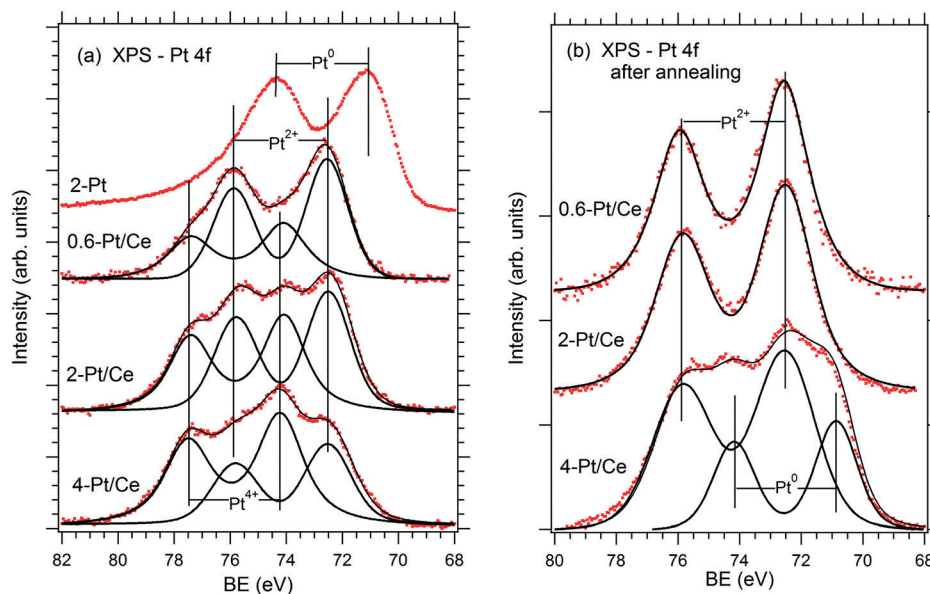 (a) XPS - Pt 4f
Pt⁰
Pt²⁺
2-Pt
0.6-Pt/Ce
2-Pt/Ce
4-Pt/Ce
Pt⁴⁺
Intensity (arb. units)
82 80 78 76 74 72 70 68
BE (eV)
(b) XPS - Pt 4f
after annealing
Pt²⁺
0.6-Pt/Ce
2-Pt/Ce
4-Pt/Ce
Pt⁰
Intensity (arb. units)
80 78 76 74 72 70 68
BE (eV)